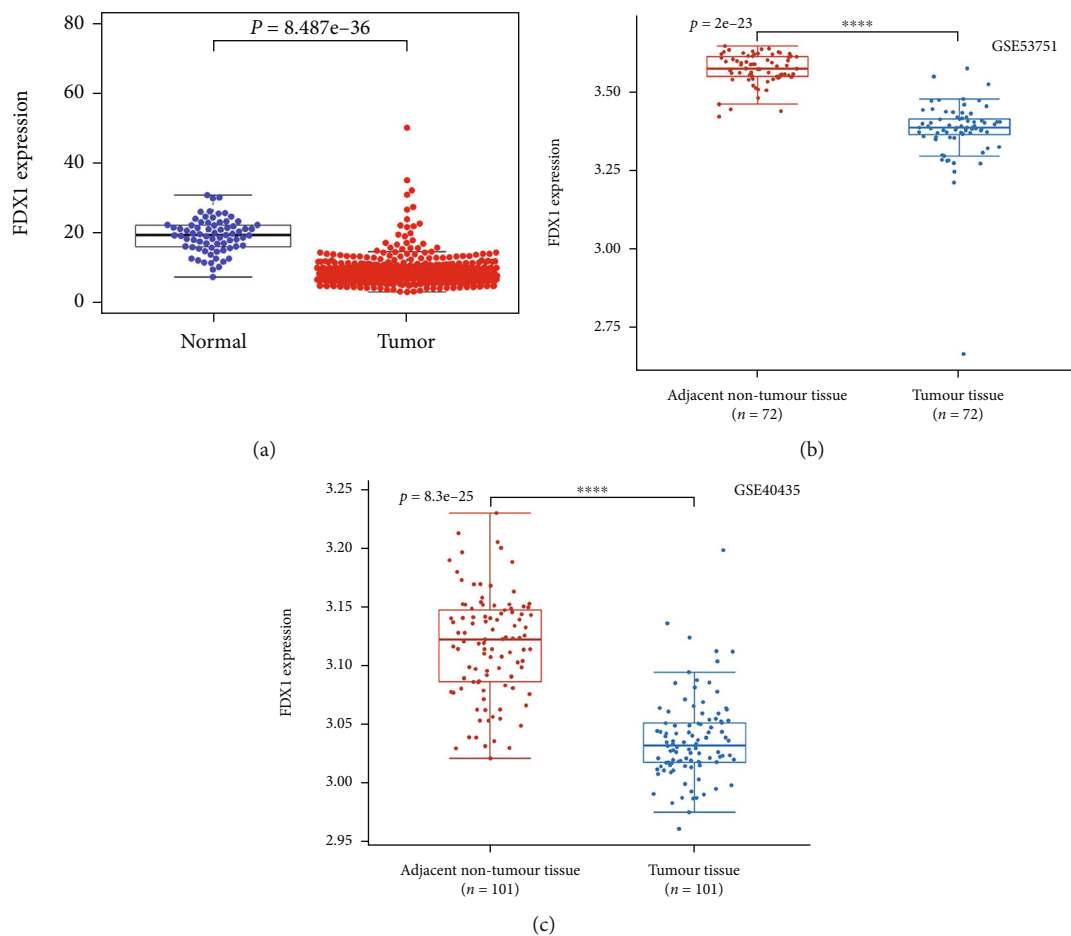 80
60
40
20
0
FDX1 expression
P = 8.487e–36
Normal
Tumor
(a)
p = 2e–23
****
GSE53751
3.50
3.25
3.00
2.75
FDX1 expression
Adjacent non-tumour tissue
(n = 72)
Tumour tissue
(n = 72)
(b)
3.25
3.20
3.15
3.10
3.05
3.00
2.95
FDX1 expression
p = 8.3e–25
****
GSE40435
Adjacent non-tumour tissue
(n = 101)
Tumour tissue
(n = 101)
(c)